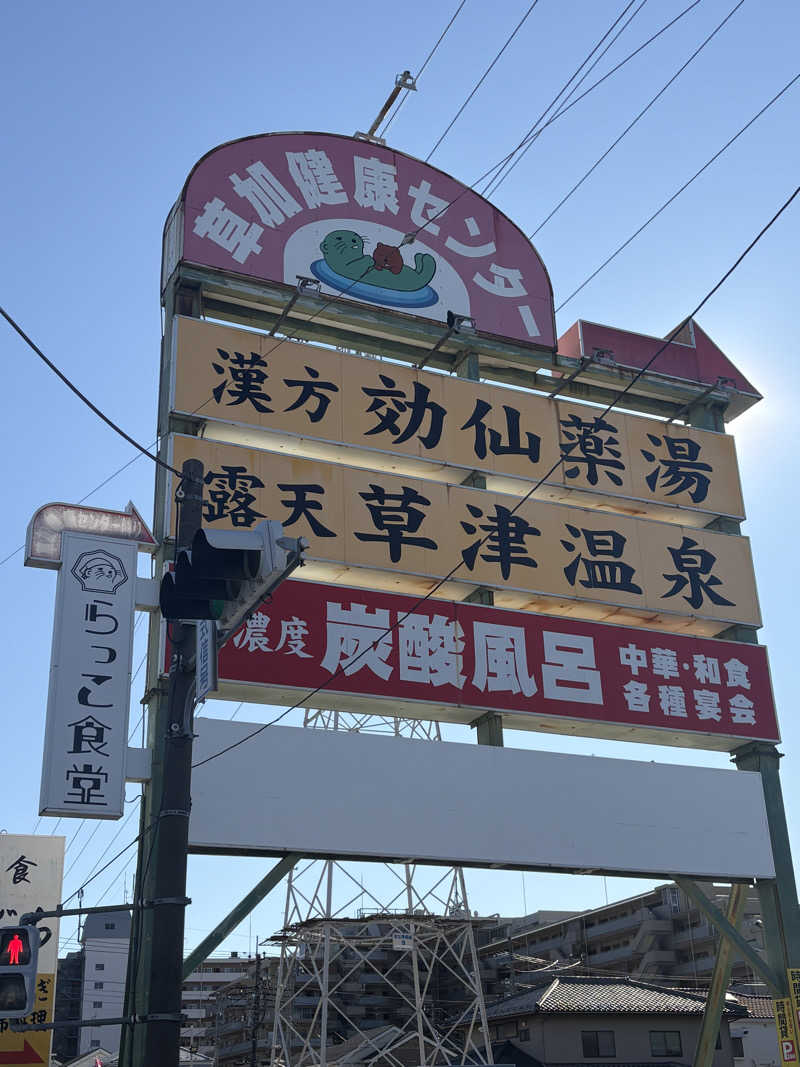 草加健康センター
漢方 効仙薬湯
露天 草津温泉
濃度 炭酸風呂
中華・和食
各種宴会
センター
らっこ食堂
食